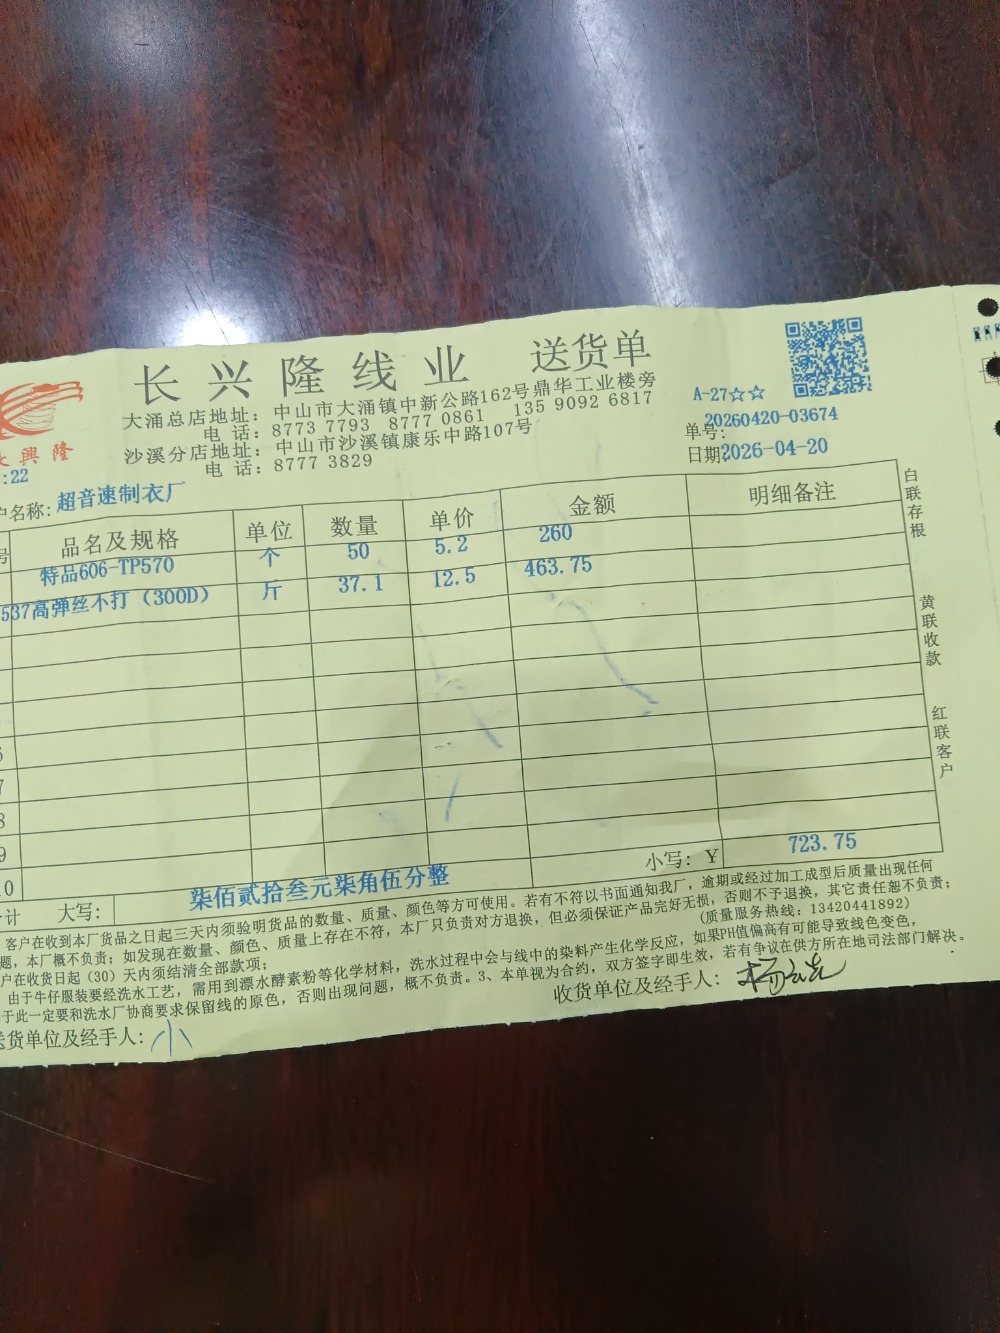 长兴隆线业 送货单
大涌总店地址: 中山市大涌镇中新公路162号鼎华工业楼旁
电 话: 8773 7793 8777 0861 135 9092 6817
沙溪分店地址: 中山市沙溪镇康乐中路107号
电 话: 8777 3829
興隆
:22
A-27☆☆
单号: 20260420-03674
日期: 2026-04-20
户名称: 超音速制衣厂
号 品名及规格 单位 数量 单价 金额 明细备注
特品606-TP570 个 50 5.2 260
537高弹丝不打(300D) 斤 37.1 12.5 463.75
6
7
8
9
10
计 大写: 柒佰贰拾叁元柒角伍分整 小写: Y 723.75
白联存根
黄联收款
红联客户
客户在收到本厂货品之日起三天内须验明货品的数量、质量、颜色等方可使用。若有不符以书面通知我厂,逾期或经过加工成型后质量出现任何
题,本厂概不负责;如发现在数量、颜色、质量上存在不符,本厂只负责对方退换,但必须保证产品完好无损,否则不予退换,其它责任恕不负责;
户在收货日起(30)天内须结清全部款项; (质量服务热线:13420441892)
由于牛仔服装要经洗水工艺,需用到漂水酵素粉等化学材料,洗水过程中会与线中的染料产生化学反应,如果PH值偏高有可能导致线色变色,
于此一定要和洗水厂协商要求保留线的原色,否则出现问题,概不负责。3、本单视为合约,双方签字即生效,若有争议在供方所在地司法部门解决。
送货单位及经手人: 小 收货单位及经手人: